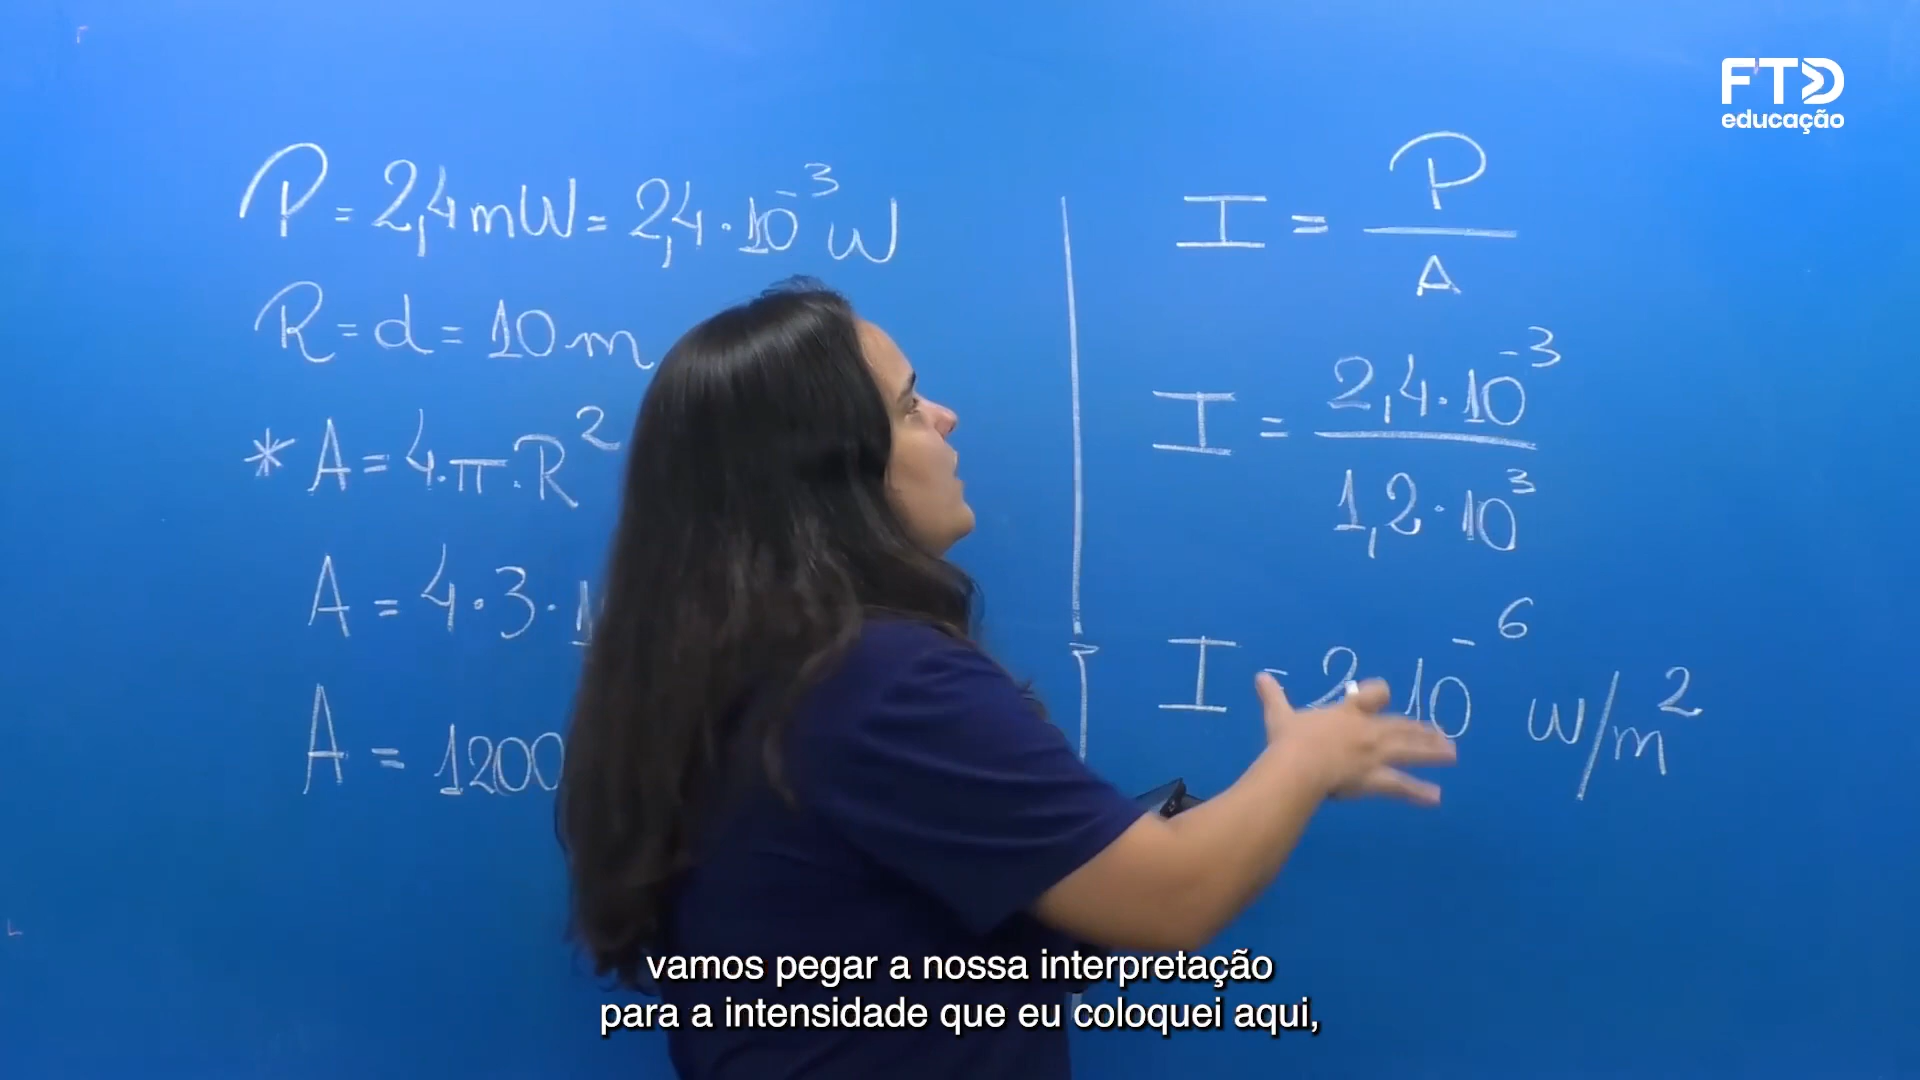 FTD
educação
P = 2,4 mW = 2,4 · 10⁻³ W
R = d = 10 m
* A = 4 · π · R²
A = 4 · 3 ·
A = 1200
I = P / A
I = 2,4 · 10⁻³ / 1,2 · 10³
I = 2 · 10⁻⁶ W/m²
vamos pegar a nossa interpretação
para a intensidade que eu coloquei aqui,